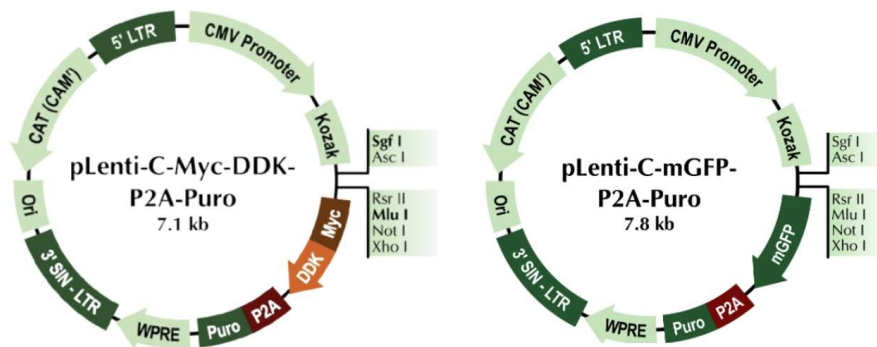 5' LTR
CMV Promoter
CAT (CAMʳ)
Kozak
Sgf I
Asc I
pLenti-C-Myc-DDK-
P2A-Puro
7.1 kb
Rsr II
Mlu I
Not I
Xho I
Ori
Myc
DDK
3' SIN - LTR
P2A
Puro
WPRE
5' LTR
CMV Promoter
CAT (CAMʳ)
Kozak
Sgf I
Asc I
pLenti-C-mGFP-
P2A-Puro
7.8 kb
Rsr II
Mlu I
Not I
Xho I
Ori
mGFP
3' SIN - LTR
P2A
Puro
WPRE